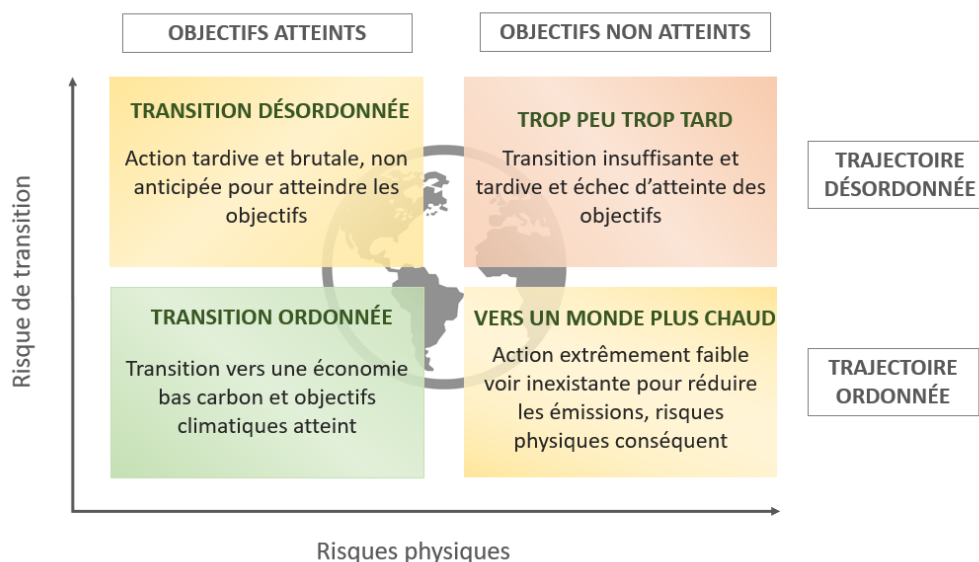 OBJECTIFS ATTEINTS
OBJECTIFS NON ATTEINTS
TRANSITION DÉSORDONNÉE
Action tardive et brutale, non
anticipée pour atteindre les
objectifs
TROP PEU TROP TARD
Transition insuffisante et
tardive et échec d'atteinte des
objectifs
TRAJECTOIRE
DÉSORDONNÉE
Risque de transition
TRANSITION ORDONNÉE
Transition vers une économie
bas carbon et objectifs
climatiques atteint
VERS UN MONDE PLUS CHAUD
Action extrêmement faible
voir inexistante pour réduire
les émissions, risques
physiques conséquent
TRAJECTOIRE
ORDONNÉE
Risques physiques